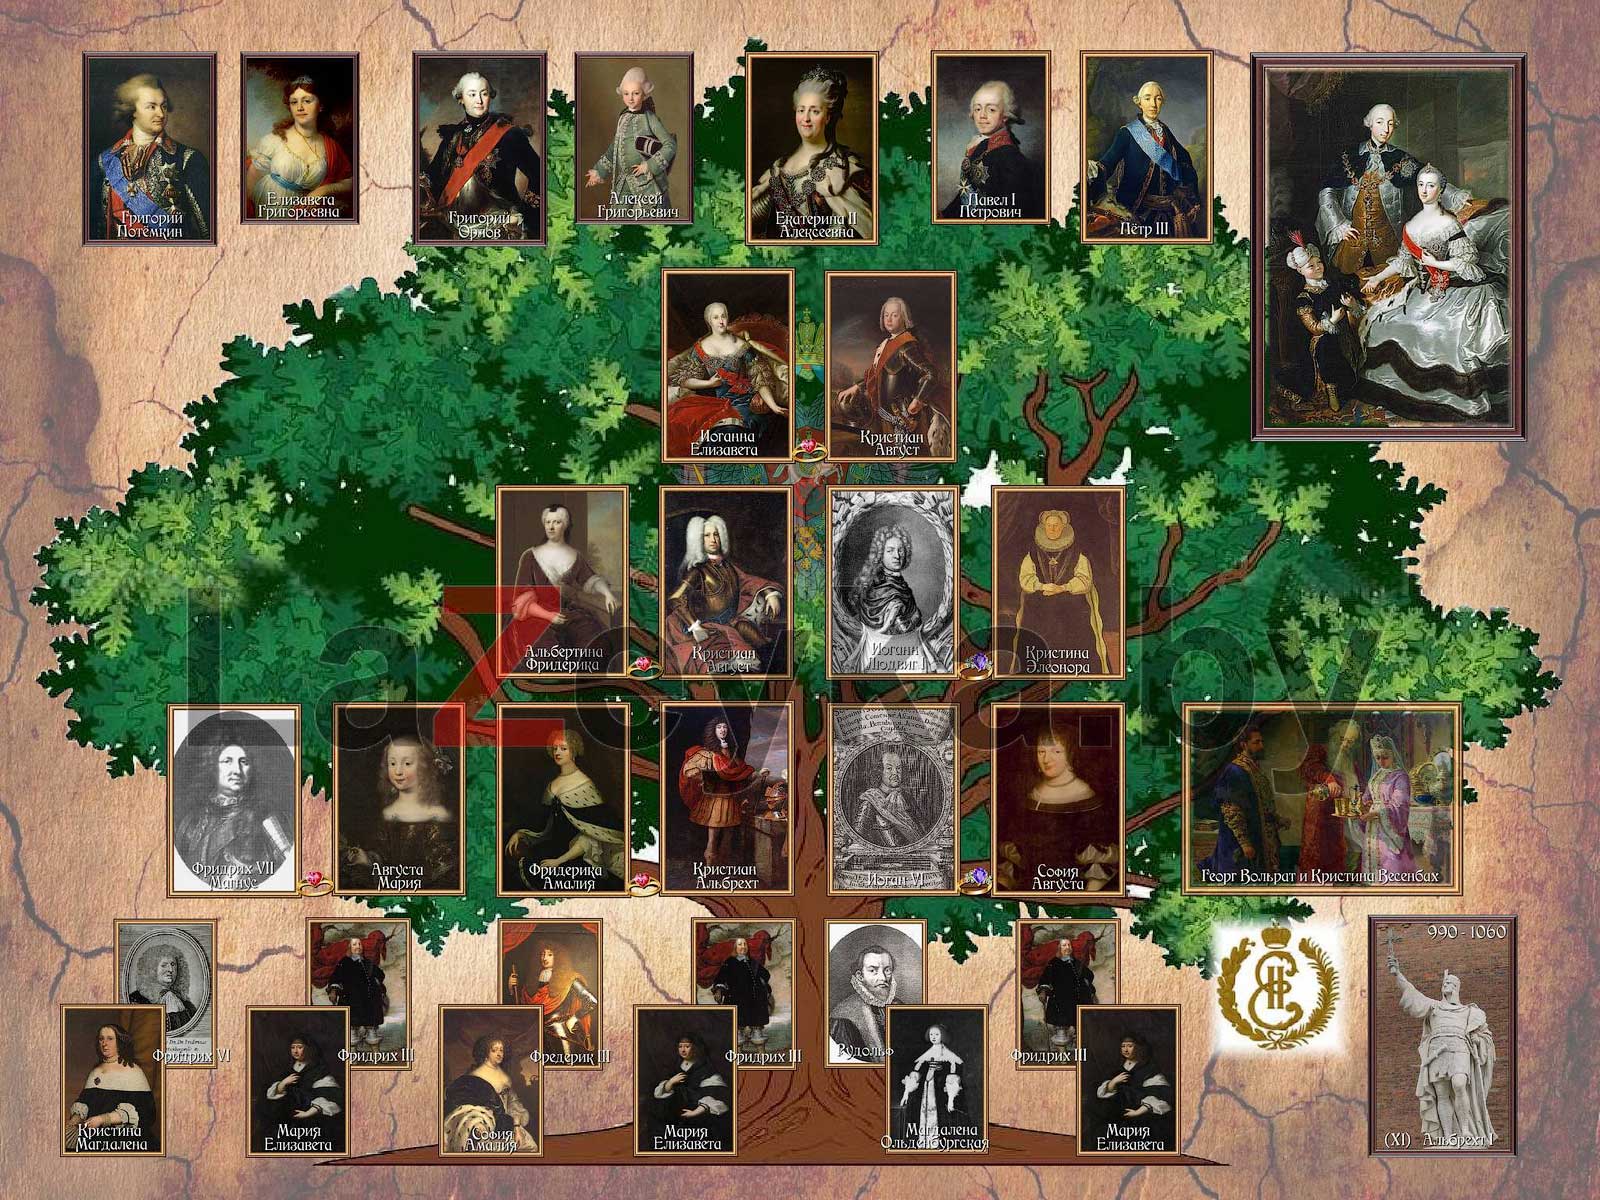 Григорий
Потёмкин
Елизавета
Григорьевна
Григорий
Орлов
Алексей
Григорьевич
Екатерина II
Алексеевна
Павел I
Петрович
Пётр III
Иоганна
Елизавета
Кристиан
Август
Альбертина
Фридерика
Кристиан
Август
Иоганн
Людвиг I
Кристина
Элеонора
LaZevka.by
Фридрих VII
Магнус
Августа
Мария
Фридерика
Амалия
Кристиан
Альбрехт
Иоган VI
София
Августа
Георг Вольрат и Кристина Весенбах
990 - 1060
Фридрих VI
Фридрих III
Фредерик III
Фридрих III
Рудольф
Фридрих III
Кристина
Магдалена
Мария
Елизавета
София
Амалия
Мария
Елизавета
Магдалена
Ольденбургская
Мария
Елизавета
(XI) Альбрехт I